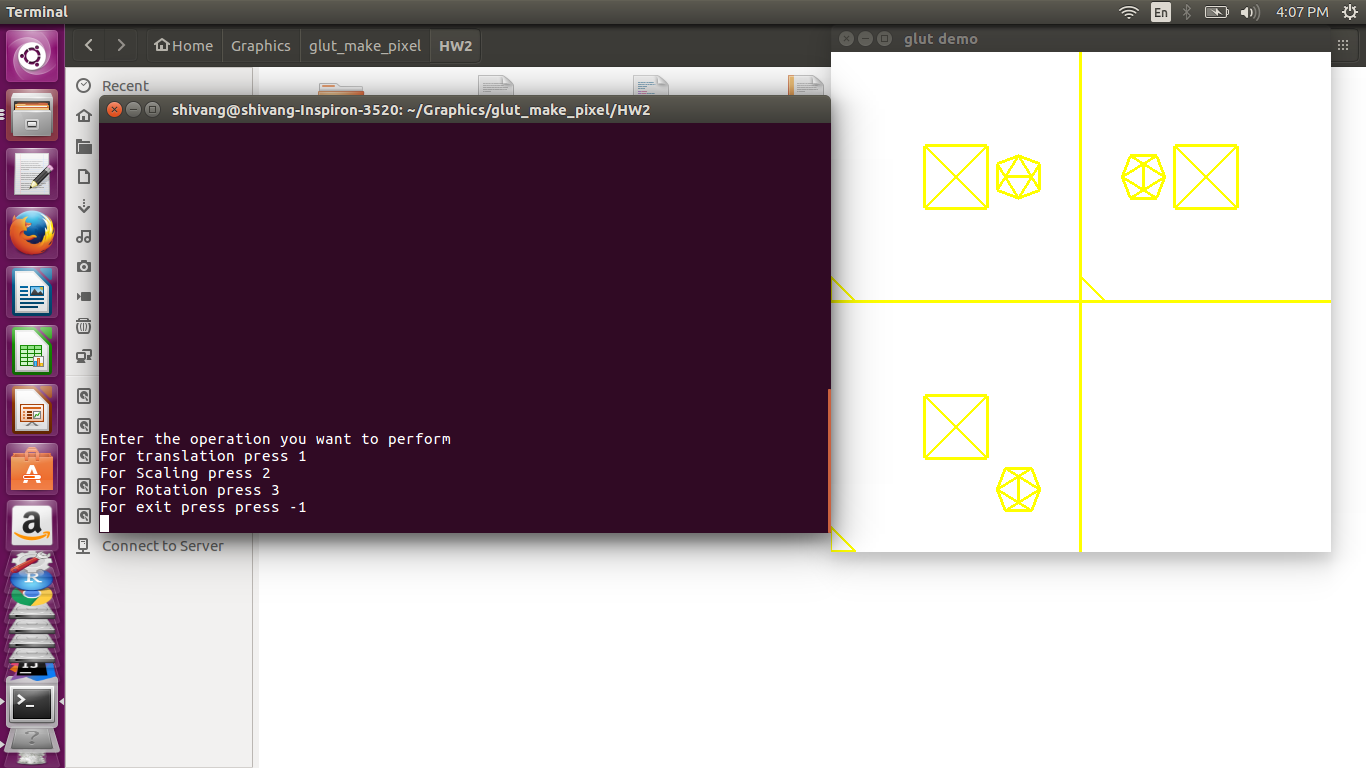 Terminal
En
4:07 PM
Home
Graphics
glut_make_pixel
HW2
glut demo
Recent
shivang@shivang-Inspiron-3520: ~/Graphics/glut_make_pixel/HW2
Enter the operation you want to perform
For translation press 1
For Scaling press 2
For Rotation press 3
For exit press press -1
Connect to Server